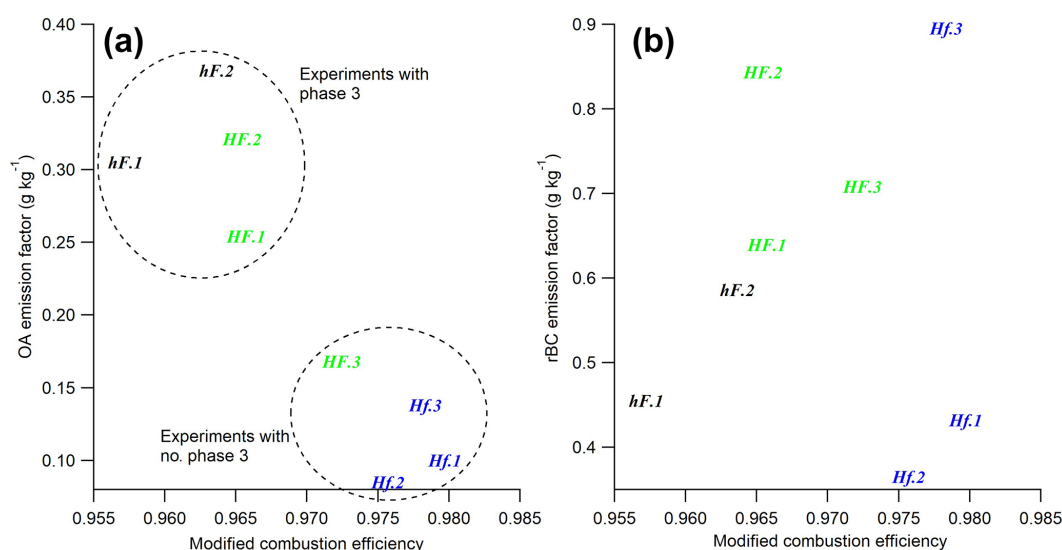 (a)
0.40
0.35
0.30
0.25
0.20
0.15
0.10
OA emission factor (g kg⁻¹)
hF.2
Experiments with
phase 3
HF.2
hF.1
HF.1
HF.3
Hf.3
Experiments with
no. phase 3
Hf.1
Hf.2
0.955 0.960 0.965 0.970 0.975 0.980 0.985
Modified combustion efficiency
(b)
0.9
0.8
0.7
0.6
0.5
0.4
rBC emission factor (g kg⁻¹)
Hf.3
HF.2
HF.3
HF.1
hF.2
hF.1
Hf.1
Hf.2
0.955 0.960 0.965 0.970 0.975 0.980 0.985
Modified combustion efficiency